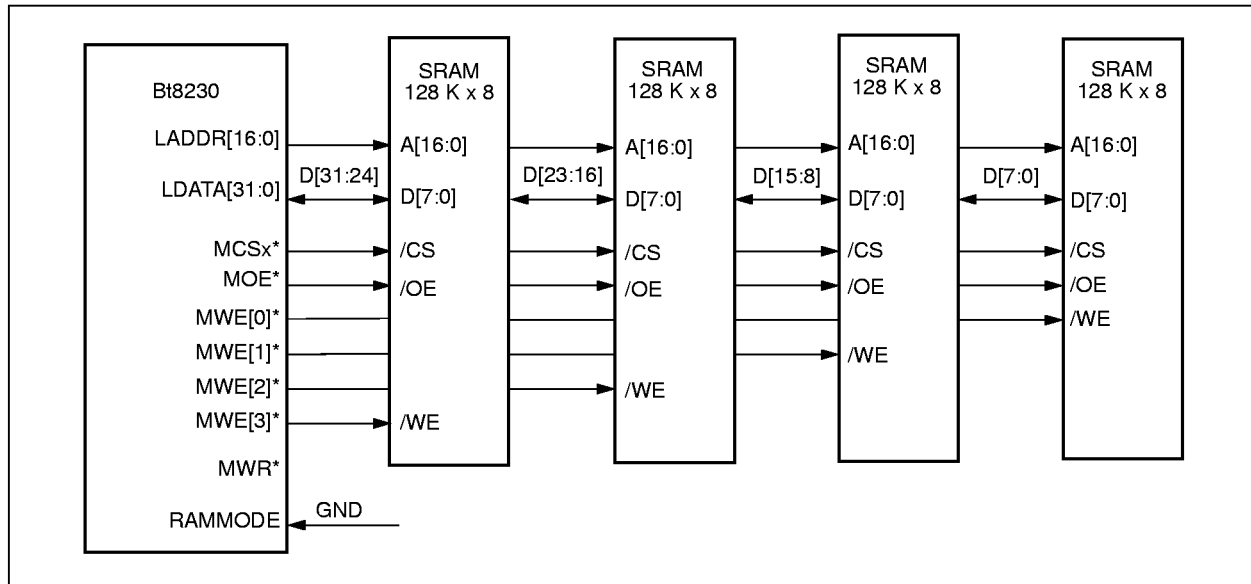 Bt8230
LADDR[16:0]
LDATA[31:0]
MCSx*
MOE*
MWE[0]*
MWE[1]*
MWE[2]*
MWE[3]*
MWR*
RAMMODE
GND
D[31:24]
SRAM
128 K x 8
A[16:0]
D[7:0]
/CS
/OE
/WE
D[23:16]
SRAM
128 K x 8
A[16:0]
D[7:0]
/CS
/OE
/WE
D[15:8]
SRAM
128 K x 8
A[16:0]
D[7:0]
/CS
/OE
/WE
D[7:0]
SRAM
128 K x 8
A[16:0]
D[7:0]
/CS
/OE
/WE